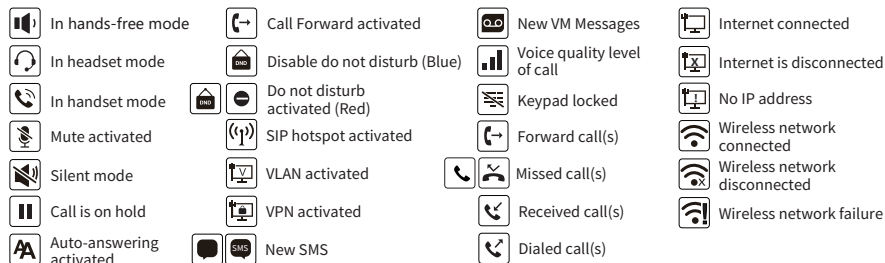 In hands-free mode
In headset mode
In handset mode
Mute activated
Silent mode
Call is on hold
AA
Auto-answering
activated
Call Forward activated
DND
Disable do not disturb (Blue)
DND
Do not disturb
activated (Red)
SIP hotspot activated
V
VLAN activated
VPN activated
SMS
New SMS
New VM Messages
Voice quality level
of call
Keypad locked
Forward call(s)
Missed call(s)
Received call(s)
Dialed call(s)
Internet connected
X
Internet is disconnected
!
No IP address
Wireless network
connected
x
Wireless network
disconnected
!
Wireless network failure